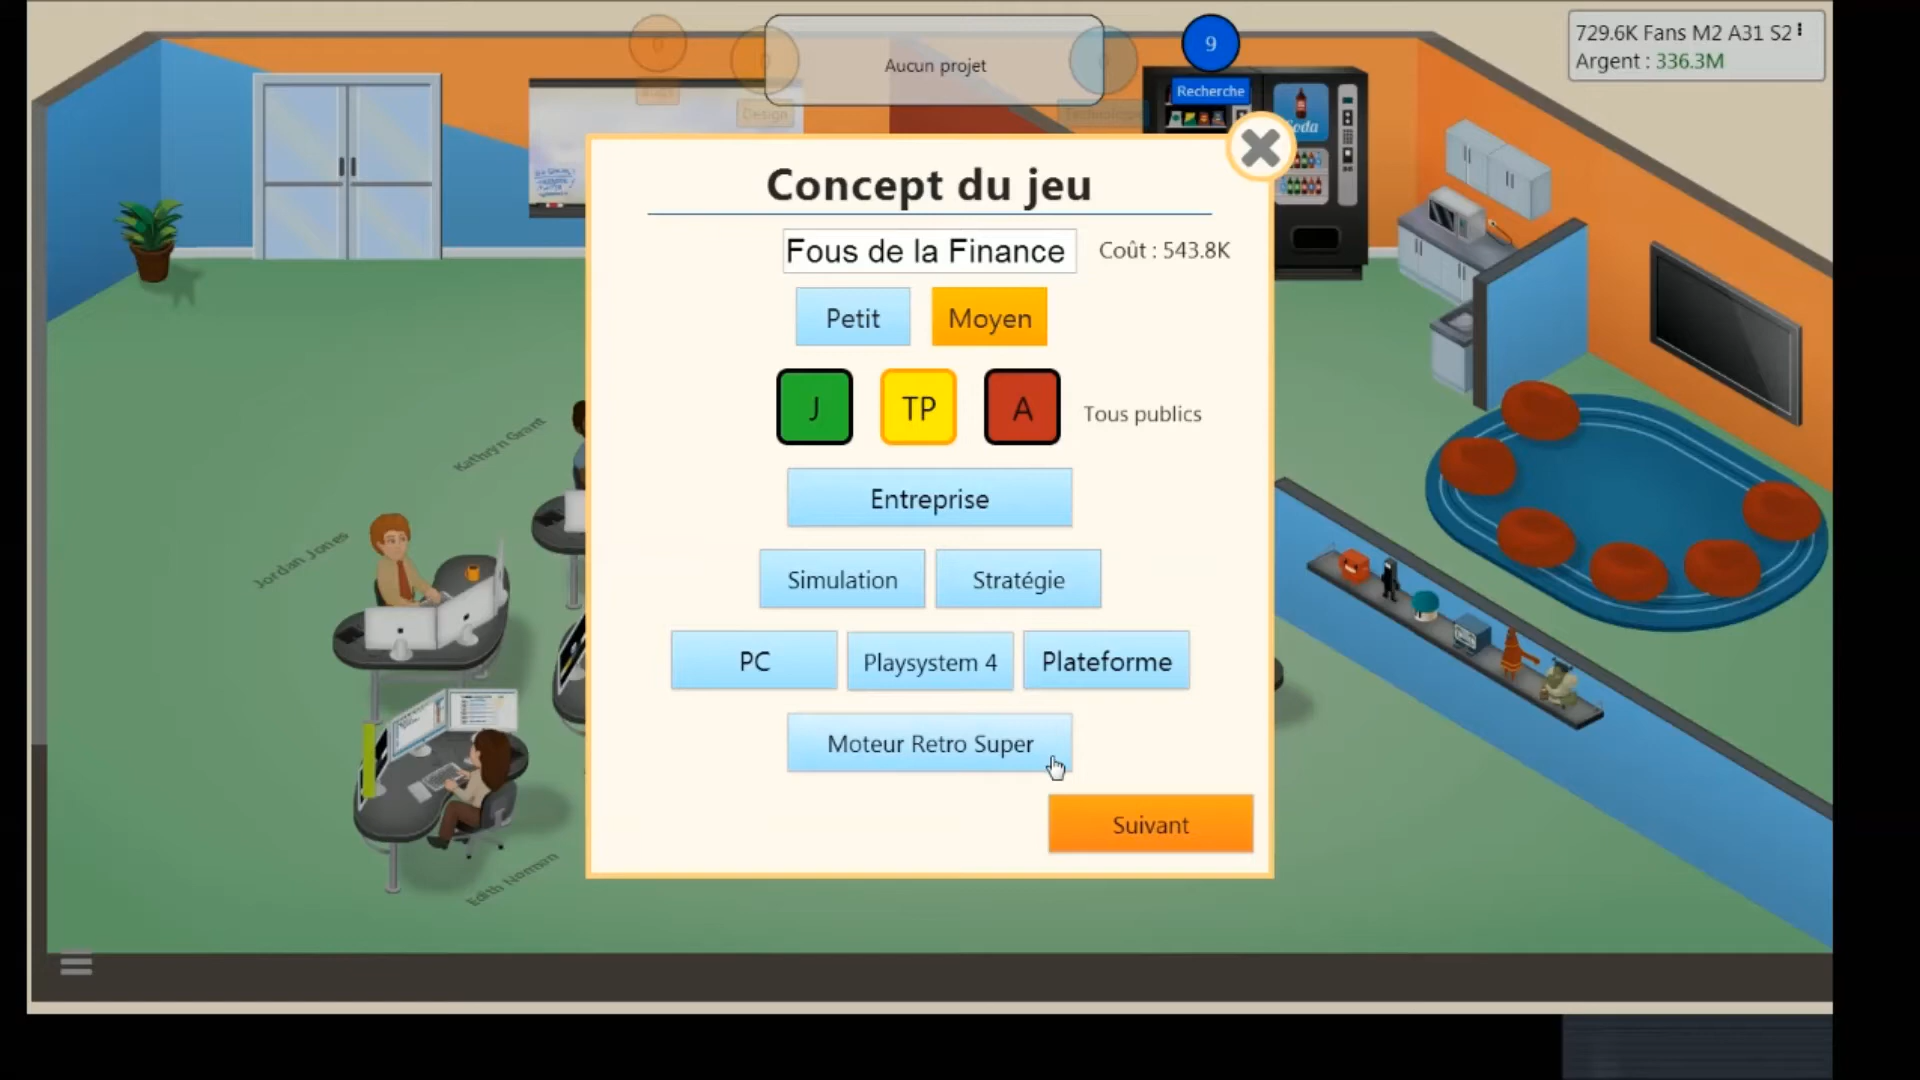 Aucun projet
9
Recherche
Design
729.6K Fans M2 A31 S2
Argent : 336.3M
Soda
Concept du jeu
Fous de la Finance
Coût : 543.8K
Petit
Moyen
J
TP
A
Tous publics
Entreprise
Simulation
Stratégie
PC
Playsystem 4
Plateforme
Moteur Retro Super
Suivant
Kathryn Grant
Jordan Jones
Edith Norman